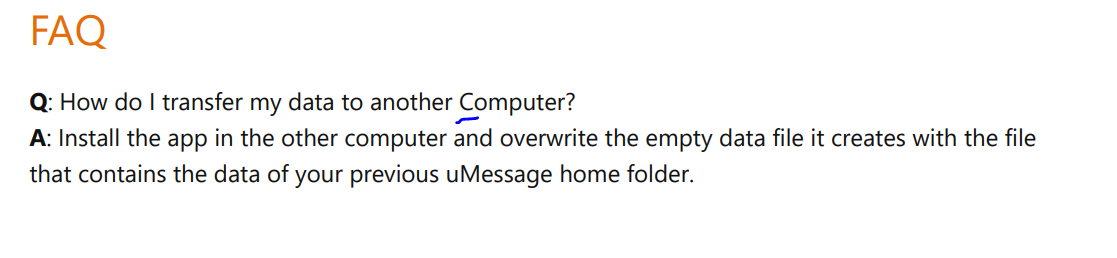 FAQ
Q: How do I transfer my data to another Computer?
A: Install the app in the other computer and overwrite the empty data file it creates with the file
that contains the data of your previous uMessage home folder.